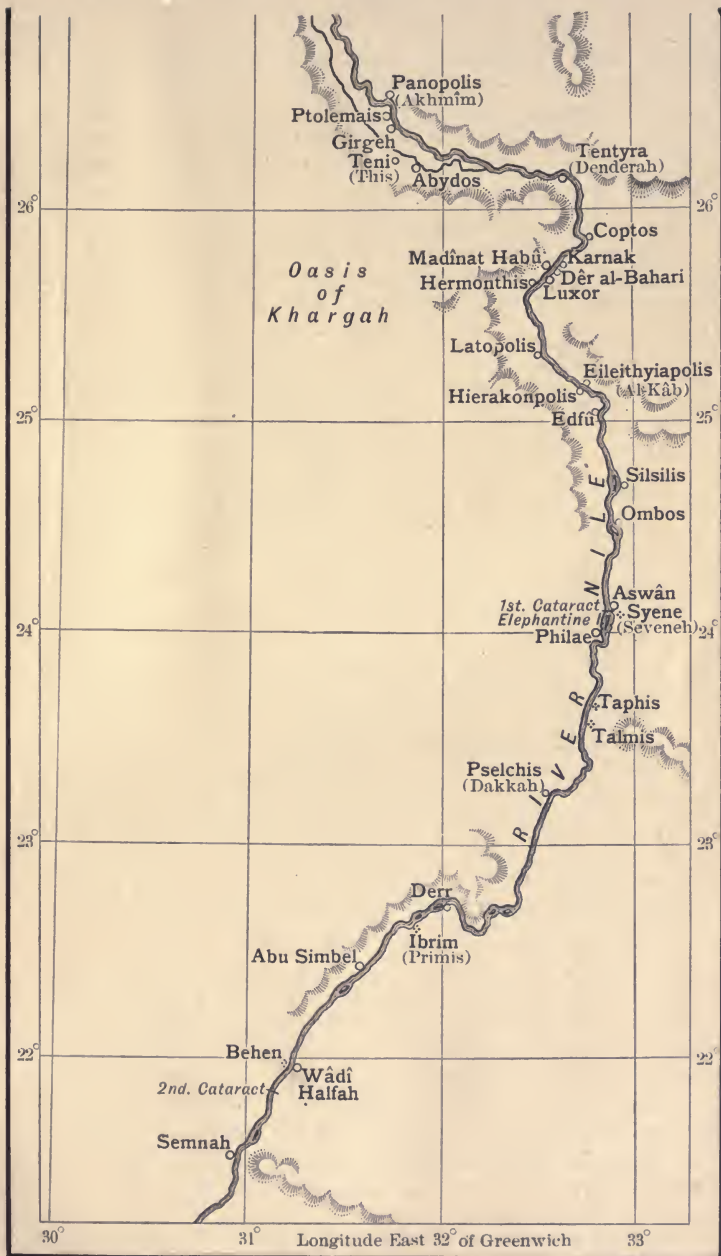 Panopolis
(Akhmîm)
Ptolemais
Girgeh
Teni
(This)
Abydos
Tentyra
(Denderah)
26°
26°
Coptos
Madînat Habû
Karnak
Oasis
of
Khargah
Hermonthis
Dêr al-Bahari
Luxor
Latopolis
Eileithyiapolis
(Al-Kâb)
Hierakonpolis
25°
25°
Edfû
Silsilis
Ombos
RIVER NILE
Aswân
1st. Cataract
Syene
Elephantine I.
(Seveneh)
24°
24°
Philae
Taphis
Talmis
Pselchis
(Dakkah)
23°
23°
Derr
Ibrim
(Primis)
Abu Simbel
22°
22°
Behen
Wâdî
Halfah
2nd. Cataract
Semnah
30°
31°
Longitude East 32° of Greenwich
33°